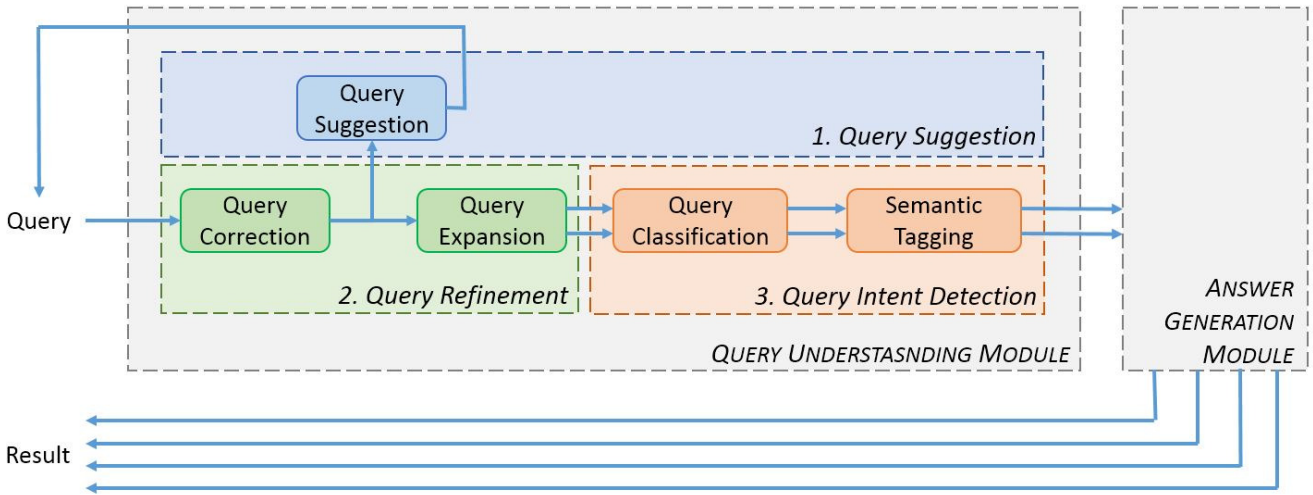 Query
Suggestion
1. Query Suggestion
Query
Query
Correction
Query
Expansion
Query
Classification
Semantic
Tagging
2. Query Refinement
3. Query Intent Detection
QUERY UNDERSTASNDING MODULE
ANSWER
GENERATION
MODULE
Result